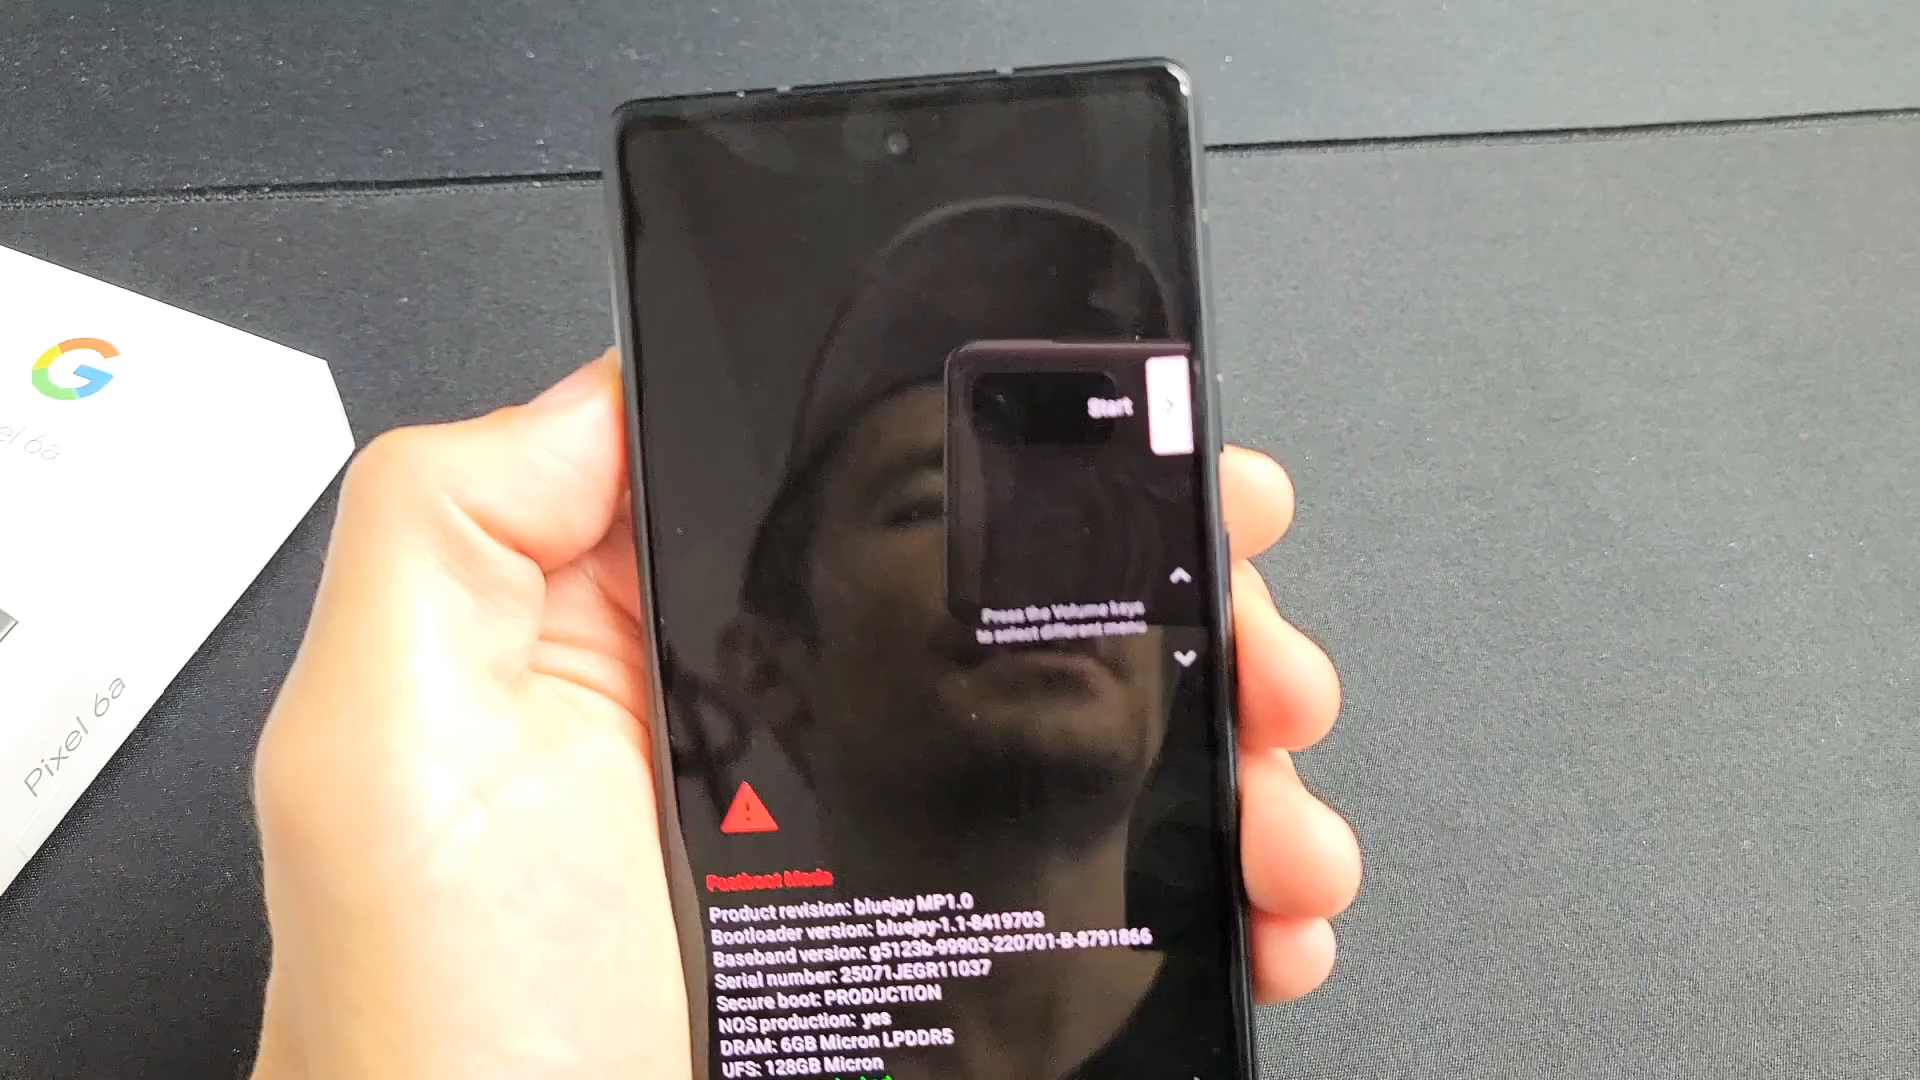 Start
Press the Volume keys
to select different menu
Fastboot Mode
Product revision: bluejay MP1.0
Bootloader version: bluejay-1.1-8419703
Baseband version: g5123b-99903-220701-B-8791866
Serial number: 25071JEGR11037
Secure boot: PRODUCTION
NOS production: yes
DRAM: 6GB Micron LPDDR5
UFS: 128GB Micron
G
6a
Pixel 6a